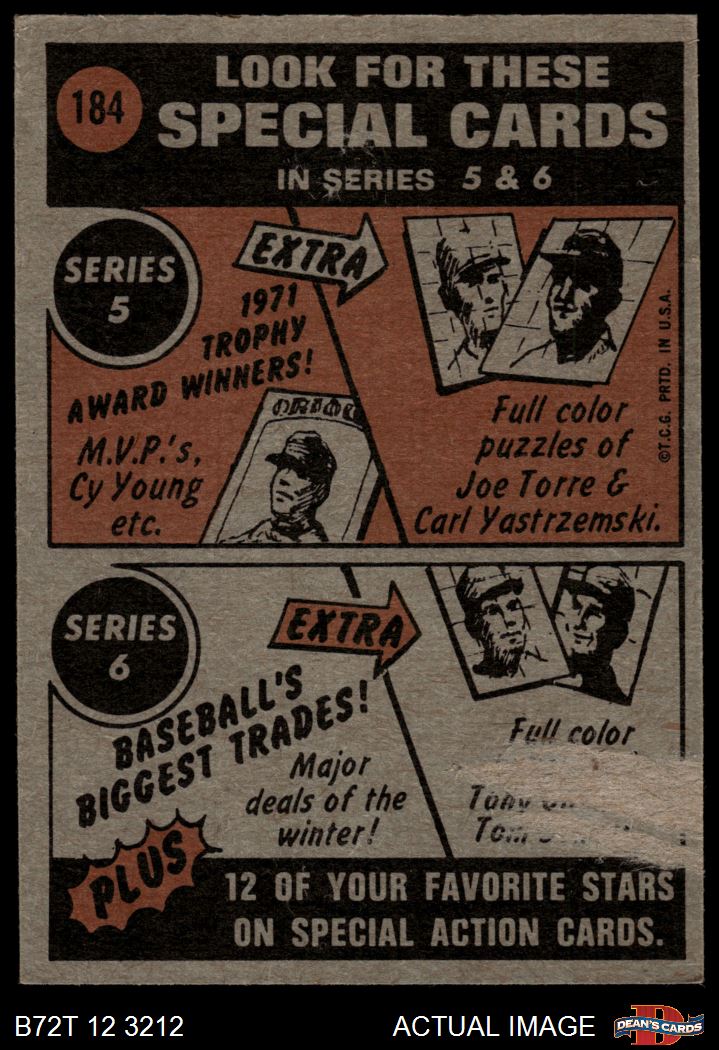 184
LOOK FOR THESE
SPECIAL CARDS
IN SERIES 5 & 6
SERIES
5
EXTRA
1971
TROPHY
AWARD WINNERS!
M.V.P.'s,
Cy Young
etc.
Full color
puzzles of
Joe Torre &
Carl Yastrzemski.
©T.C.G. PRTD. IN U.S.A.
SERIES
6
EXTRA
BASEBALL'S
BIGGEST TRADES!
Major
deals of the
winter!
Full color
Tony
Tom
PLUS
12 OF YOUR FAVORITE STARS
ON SPECIAL ACTION CARDS.
B72T 12 3212
ACTUAL IMAGE
D
DEAN'S CARDS